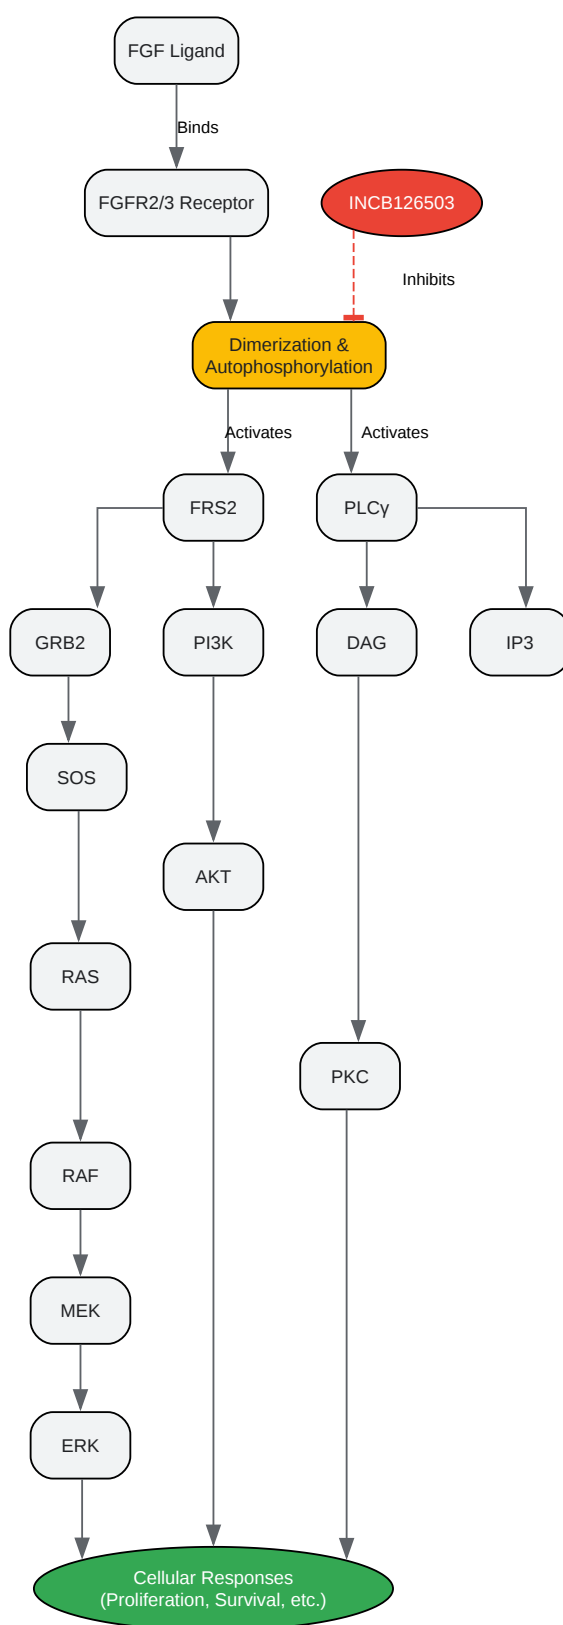 FGF Ligand
Binds
FGFR2/3 Receptor
INCB126503
Inhibits
Dimerization &
Autophosphorylation
Activates
Activates
FRS2
PLCγ
GRB2
PI3K
DAG
IP3
SOS
AKT
RAS
PKC
RAF
MEK
ERK
Cellular Responses
(Proliferation, Survival, etc.)